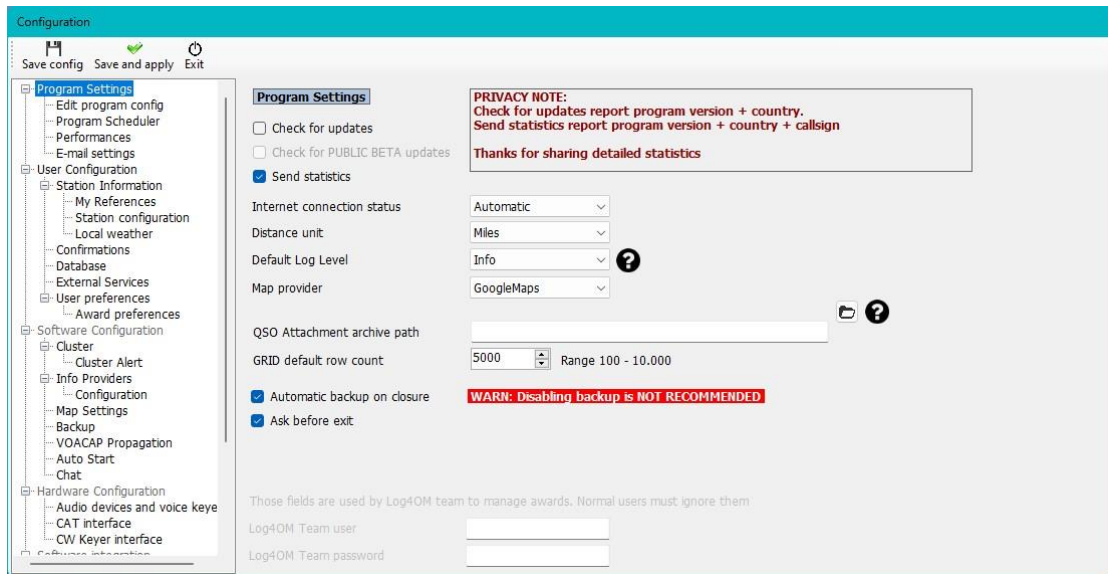 Configuration
Save config Save and apply Exit
Program Settings
Edit program config
Program Scheduler
Performances
E-mail settings
User Configuration
Station Information
My References
Station configuration
Local weather
Confirmations
Database
External Services
User preferences
Award preferences
Software Configuration
Cluster
Cluster Alert
Info Providers
Configuration
Map Settings
Backup
VOACAP Propagation
Auto Start
Chat
Hardware Configuration
Audio devices and voice keye
CAT interface
CW Keyer interface
Software integration
Program Settings
Check for updates
Check for PUBLIC BETA updates
Send statistics
PRIVACY NOTE:
Check for updates report program version + country.
Send statistics report program version + country + callsign
Thanks for sharing detailed statistics
Internet connection status Automatic
Distance unit Miles
Default Log Level Info ?
Map provider GoogleMaps
?
QSO Attachment archive path
GRID default row count 5000 Range 100 - 10.000
Automatic backup on closure WARN: Disabling backup is NOT RECOMMENDED
Ask before exit
Those fields are used by Log4OM team to manage awards. Normal users must ignore them
Log4OM Team user
Log4OM Team password